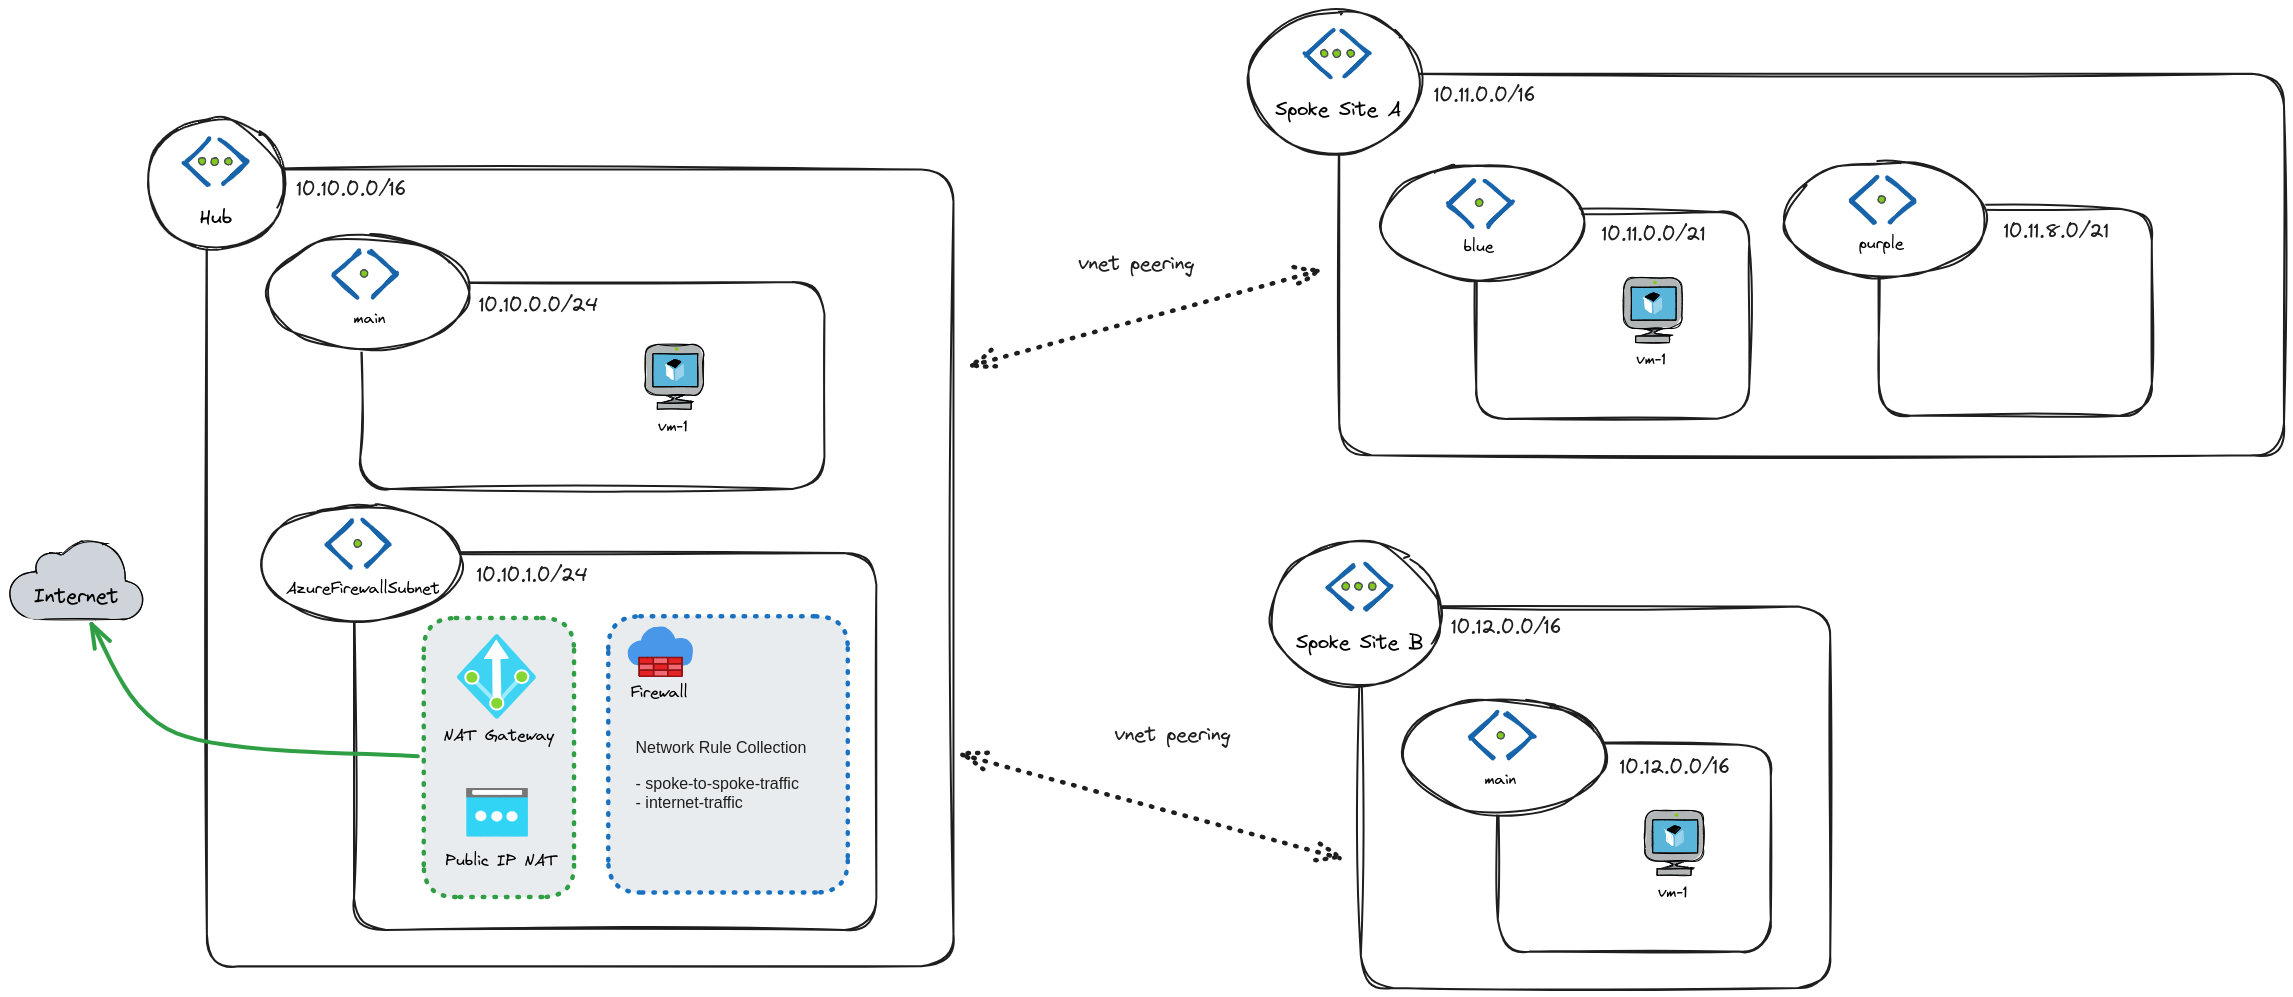 Hub
10.10.0.0/16
main
10.10.0.0/24
vm-1
AzureFirewallSubnet
10.10.1.0/24
Internet
NAT Gateway
Public IP NAT
Firewall
Network Rule Collection
- spoke-to-spoke-traffic
- internet-traffic
vnet peering
vnet peering
Spoke Site A
10.11.0.0/16
blue
10.11.0.0/21
vm-1
purple
10.11.8.0/21
Spoke Site B
10.12.0.0/16
main
10.12.0.0/16
vm-1